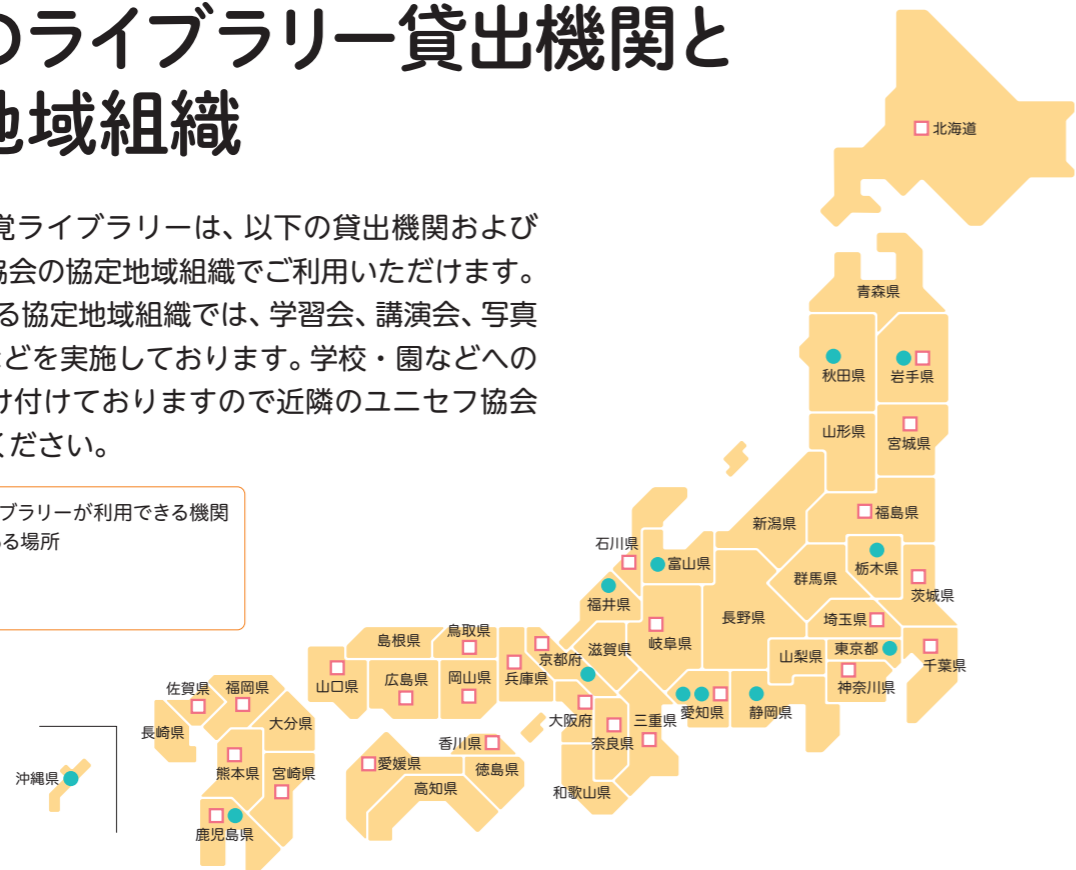 のライブラリー貸出機関と
地域組織
覚ライブラリーは、以下の貸出機関および
協会の協定地域組織でご利用いただけます。
る協定地域組織では、学習会、講演会、写真
などを実施しております。学校・園などへの
け付けておりますので近隣のユニセフ協会
ください。
ブラリーが利用できる機関
ある場所
北海道
青森県
秋田県
岩手県
山形県
宮城県
新潟県
福島県
石川県
富山県
群馬県
栃木県
茨城県
福井県
長野県
埼玉県
岐阜県
島根県
鳥取県
京都府
滋賀県
山梨県
東京都
千葉県
山口県
広島県
岡山県
兵庫県
神奈川県
佐賀県
福岡県
大分県
大阪府
三重県
愛知県
静岡県
長崎県
香川県
奈良県
沖縄県
熊本県
宮崎県
愛媛県
徳島県
高知県
和歌山県
鹿児島県